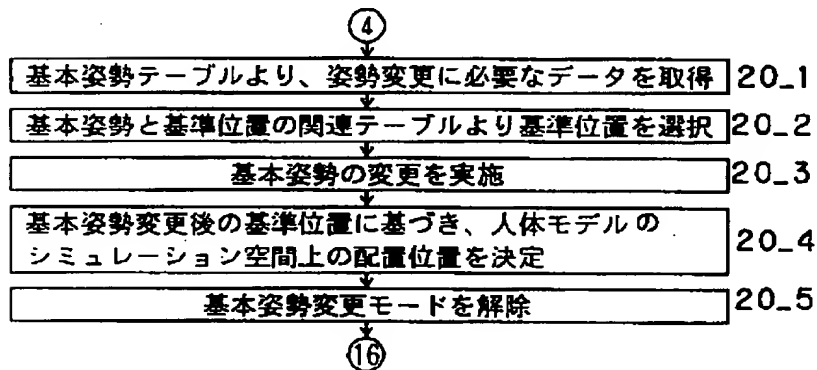 ④
基本姿勢テーブルより、姿勢変更に必要なデータを取得 20_1
基本姿勢と基準位置の関連テーブルより基準位置を選択 20_2
基本姿勢の変更を実施 20_3
基本姿勢変更後の基準位置に基づき、人体モデルの
シミュレーション空間上の配置位置を決定 20_4
基本姿勢変更モードを解除 20_5
⑯